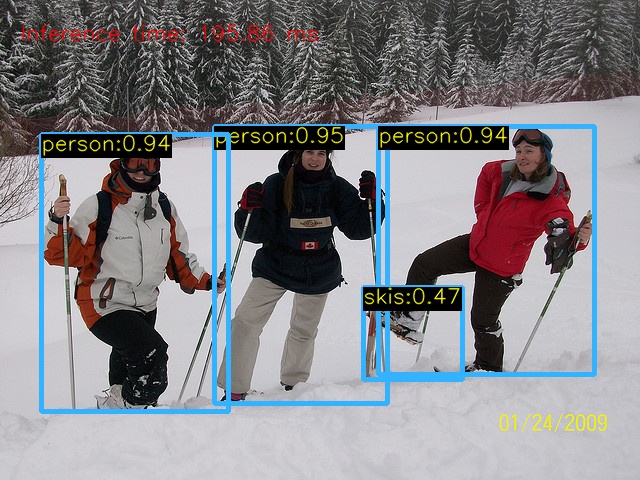 Inference time: 195.86 ms
person:0.94
person:0.95
person:0.94
skis:0.47
01/24/2009